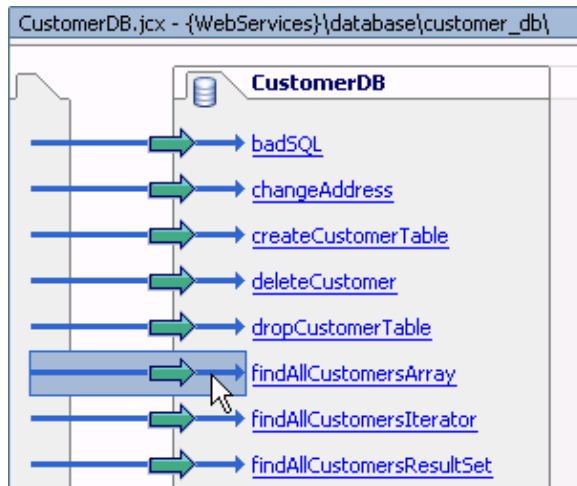 CustomerDB.jcx - {WebServices}\database\customer_db\
CustomerDB
badSQL
changeAddress
createCustomerTable
deleteCustomer
dropCustomerTable
findAllCustomersArray
findAllCustomersIterator
findAllCustomersResultSet